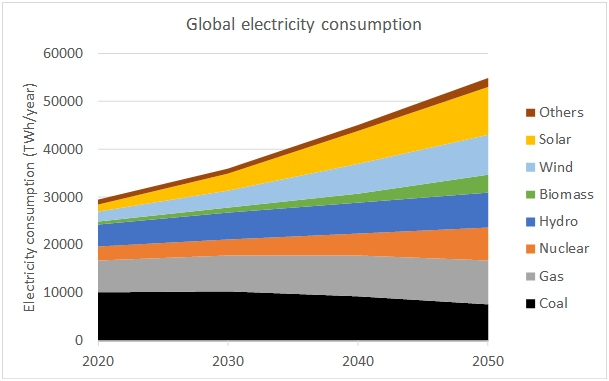 Global electricity consumption
Electricity consumption (TWh/year)
60000
50000
40000
30000
20000
10000
0
2020 2030 2040 2050
Others
Solar
Wind
Biomass
Hydro
Nuclear
Gas
Coal